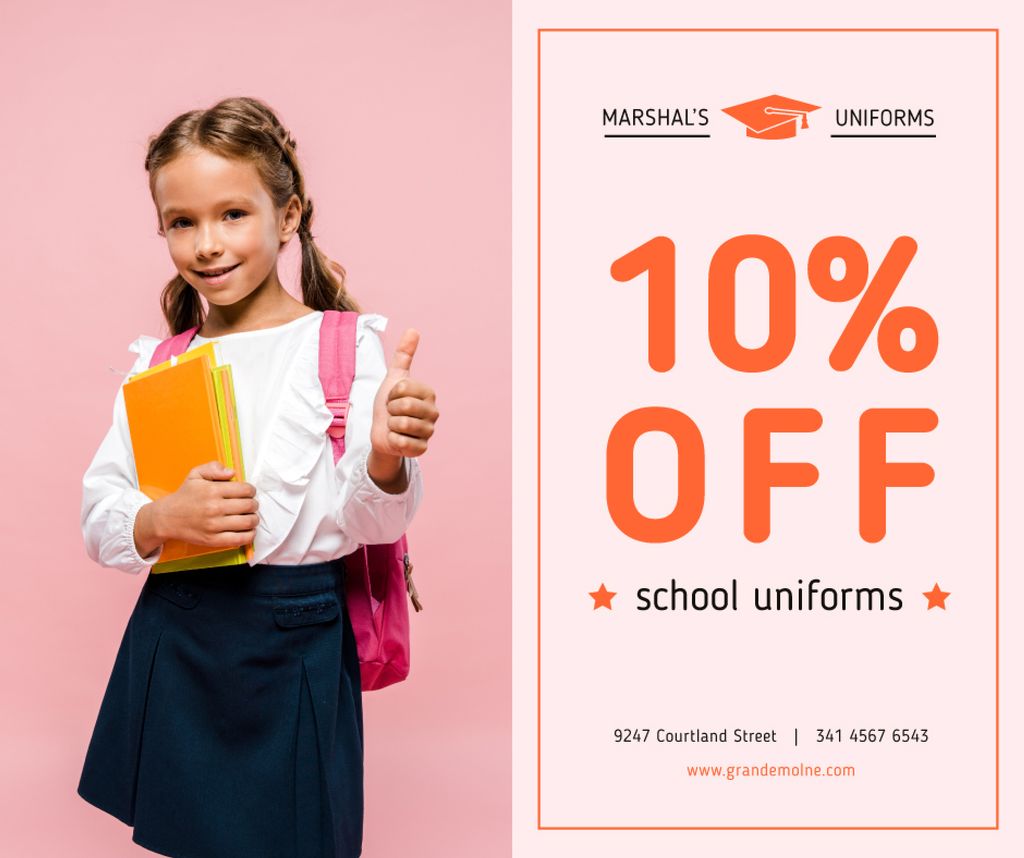 MARSHAL'S UNIFORMS
10%
OFF
school uniforms
9247 Courtland Street | 341 4567 6543
www.grandemolne.com